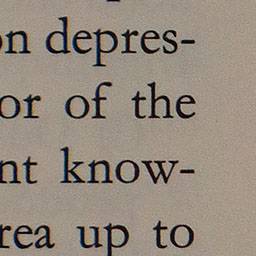 on depres-
or of the
nt know-
rea up to